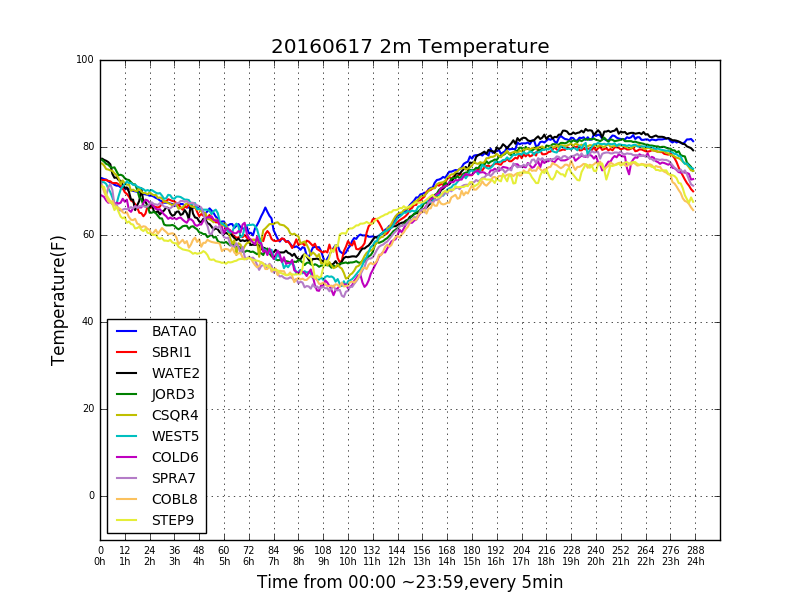 20160617 2m Temperature
100
80
60
40
20
0
Temperature(F)
BATA0
SBRI1
WATE2
JORD3
CSQR4
WEST5
COLD6
SPRA7
COBL8
STEP9
0 12 24 36 48 60 72 84 96 108 120 132 144 156 168 180 192 204 216 228 240 252 264 276 288
0h 1h 2h 3h 4h 5h 6h 7h 8h 9h 10h 11h 12h 13h 14h 15h 16h 17h 18h 19h 20h 21h 22h 23h 24h
Time from 00:00 ~23:59,every 5min